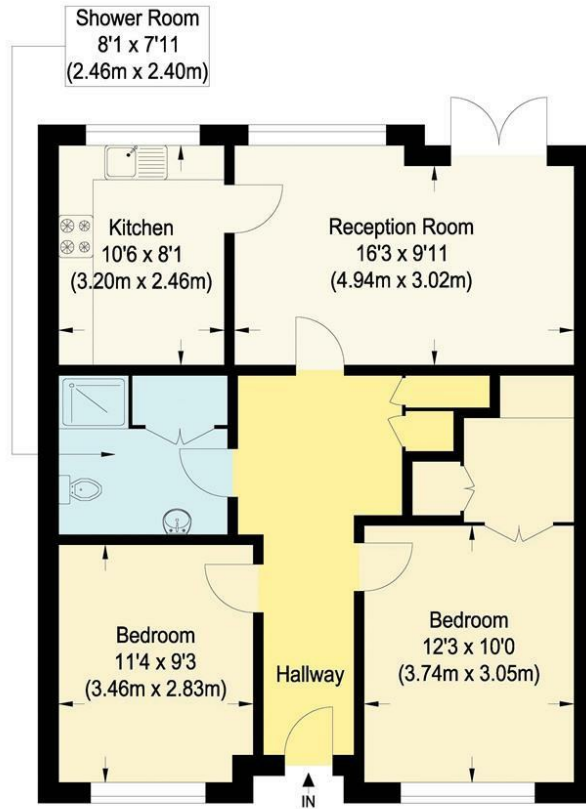 Shower Room
8'1 x 7'11
(2.46m x 2.40m)
Kitchen
10'6 x 8'1
(3.20m x 2.46m)
Reception Room
16'3 x 9'11
(4.94m x 3.02m)
Bedroom
11'4 x 9'3
(3.46m x 2.83m)
Hallway
Bedroom
12'3 x 10'0
(3.74m x 3.05m)
IN